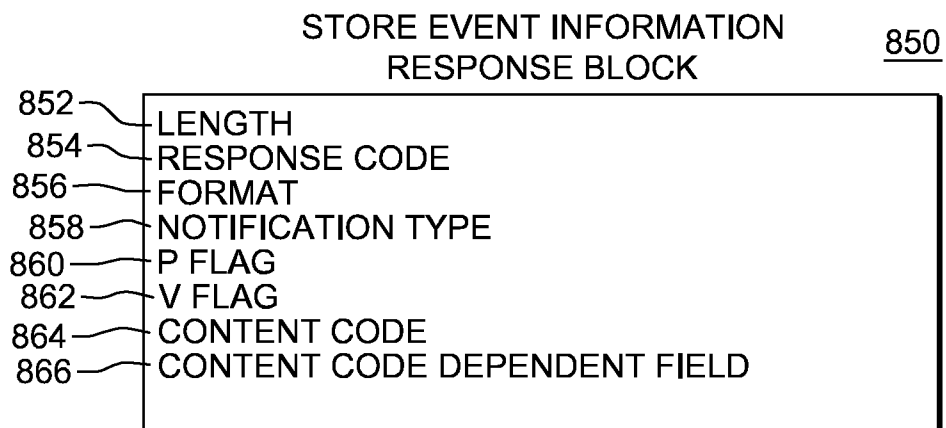 STORE EVENT INFORMATION
RESPONSE BLOCK
850
852 LENGTH
854 RESPONSE CODE
856 FORMAT
858 NOTIFICATION TYPE
860 P FLAG
862 V FLAG
864 CONTENT CODE
866 CONTENT CODE DEPENDENT FIELD